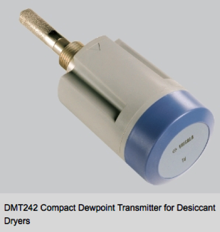 DMT242 Compact Dewpoint Transmitter for Desiccant
Dryers